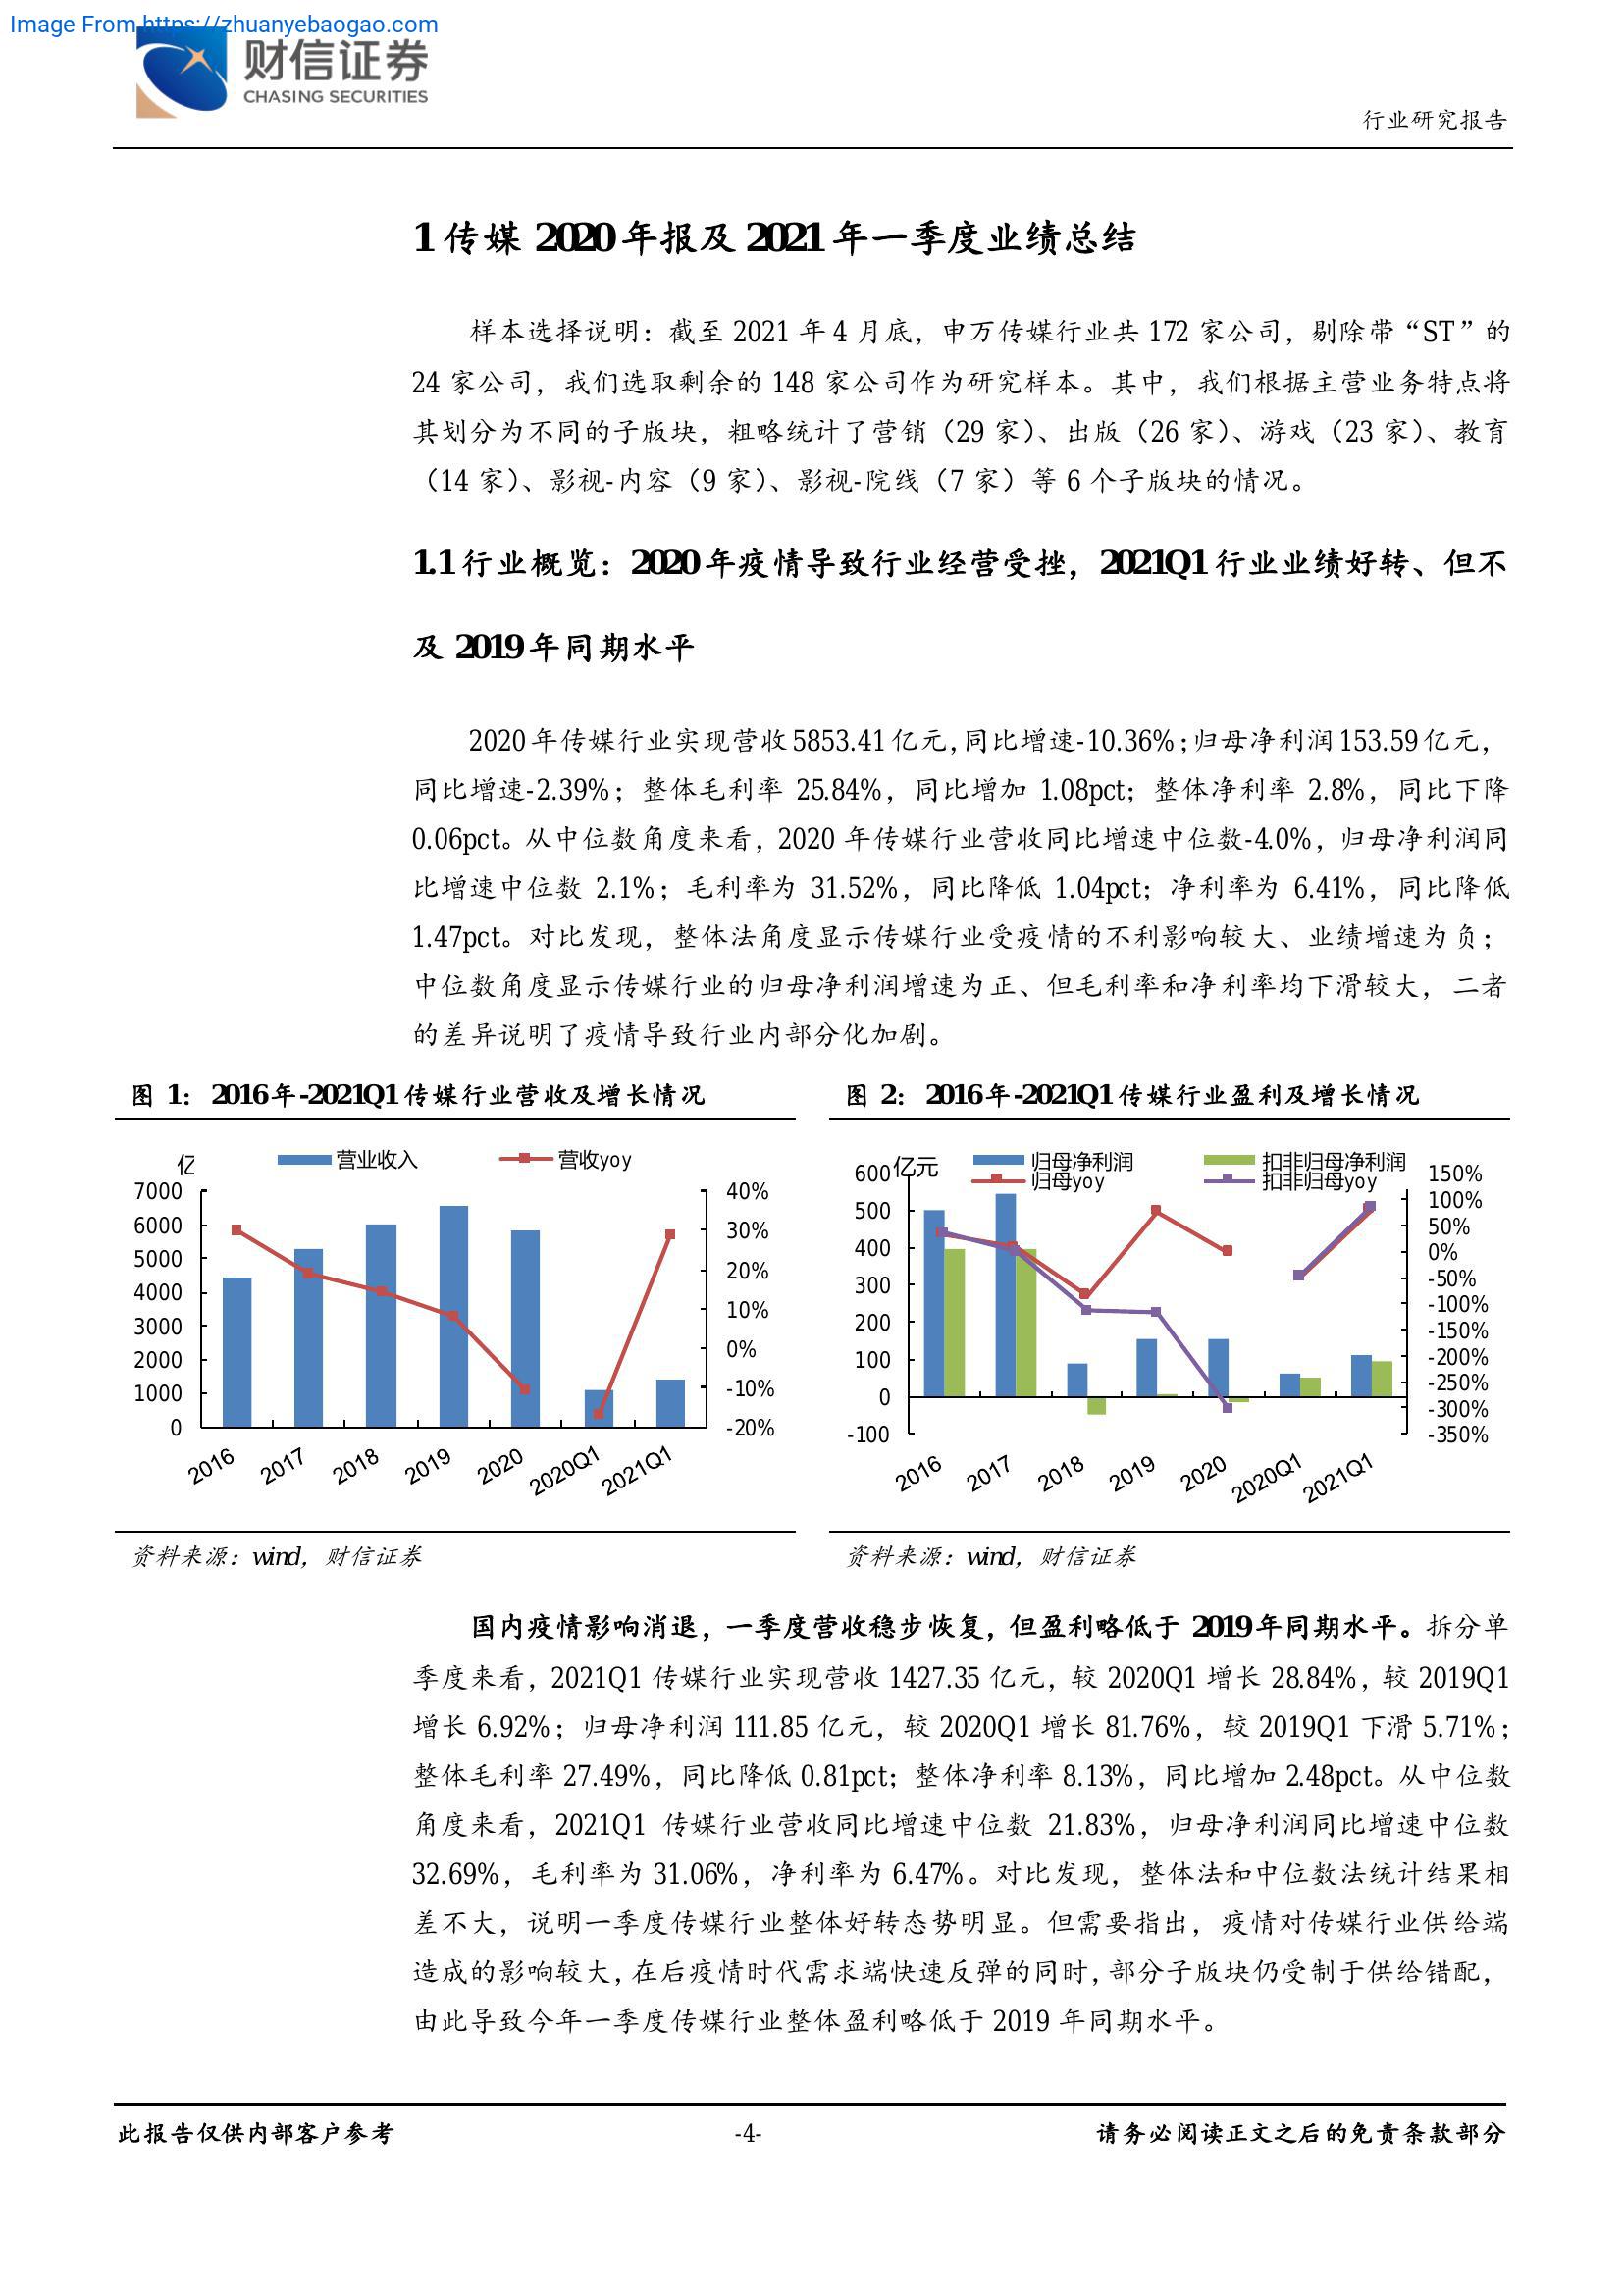 Image From https://zhuanyebaogao.com
财信证券
CHASING SECURITIES
行业研究报告
1 传媒 2020 年报及 2021 年一季度业绩总结
样本选择说明：截至 2021 年 4 月底，申万传媒行业共 172 家公司，剔除带“ST”的
24 家公司，我们选取剩余的 148 家公司作为研究样本。其中，我们根据主营业务特点将
其划分为不同的子版块，粗略统计了营销（29 家）、出版（26 家）、游戏（23 家）、教育
（14 家）、影视-内容（9 家）、影视-院线（7 家）等 6 个子版块的情况。
1.1 行业概览：2020 年疫情导致行业经营受挫，2021Q1 行业业绩好转、但不
及 2019 年同期水平
2020 年传媒行业实现营收 5853.41 亿元，同比增速-10.36%；归母净利润 153.59 亿元，
同比增速-2.39%；整体毛利率 25.84%，同比增加 1.08pct；整体净利率 2.8%，同比下降
0.06pct。从中位数角度来看，2020 年传媒行业营收同比增速中位数-4.0%，归母净利润同
比增速中位数 2.1%；毛利率为 31.52%，同比降低 1.04pct；净利率为 6.41%，同比降低
1.47pct。对比发现，整体法角度显示传媒行业受疫情的不利影响较大、业绩增速为负；
中位数角度显示传媒行业的归母净利润增速为正、但毛利率和净利率均下滑较大，二者
的差异说明了疫情导致行业内部分化加剧。
图 1：2016 年-2021Q1 传媒行业营收及增长情况
亿
营业收入 营收yoy
7000
6000
5000
4000
3000
2000
1000
0
40%
30%
20%
10%
0%
-10%
-20%
2016 2017 2018 2019 2020 2020Q1 2021Q1
资料来源：wind，财信证券
图 2：2016 年-2021Q1 传媒行业盈利及增长情况
亿元
归母净利润 扣非归母净利润
归母yoy 扣非归母yoy
600
500
400
300
200
100
0
-100
150%
100%
50%
0%
-50%
-100%
-150%
-200%
-250%
-300%
-350%
2016 2017 2018 2019 2020 2020Q1 2021Q1
资料来源：wind，财信证券
国内疫情影响消退，一季度营收稳步恢复，但盈利略低于 2019 年同期水平。拆分单
季度来看，2021Q1 传媒行业实现营收 1427.35 亿元，较 2020Q1 增长 28.84%，较 2019Q1
增长 6.92%；归母净利润 111.85 亿元，较 2020Q1 增长 81.76%，较 2019Q1 下滑 5.71%；
整体毛利率 27.49%，同比降低 0.81pct；整体净利率 8.13%，同比增加 2.48pct。从中位数
角度来看，2021Q1 传媒行业营收同比增速中位数 21.83%，归母净利润同比增速中位数
32.69%，毛利率为 31.06%，净利率为 6.47%。对比发现，整体法和中位数法统计结果相
差不大，说明一季度传媒行业整体好转态势明显。但需要指出，疫情对传媒行业供给端
造成的影响较大，在后疫情时代需求端快速反弹的同时，部分子版块仍受制于供给错配，
由此导致今年一季度传媒行业整体盈利略低于 2019 年同期水平。
此报告仅供内部客户参考
-4-
请务必阅读正文之后的免责条款部分